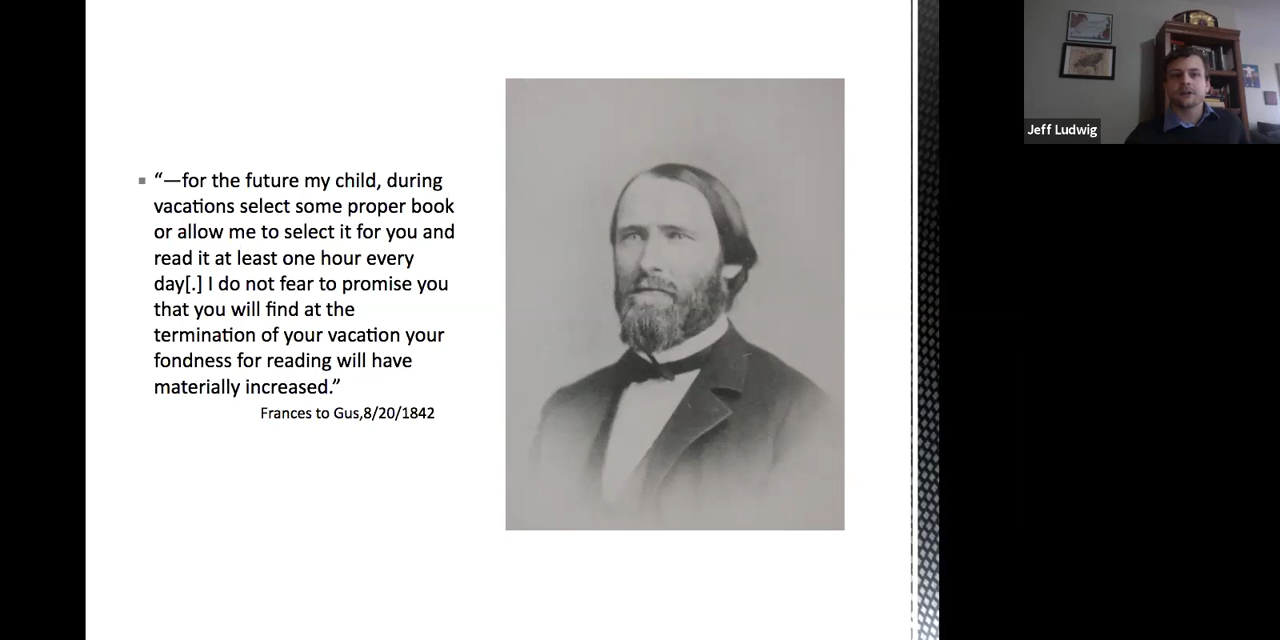 “—for the future my child, during
vacations select some proper book
or allow me to select it for you and
read it at least one hour every
day[.] I do not fear to promise you
that you will find at the
termination of your vacation your
fondness for reading will have
materially increased.”
Frances to Gus,8/20/1842
Jeff Ludwig